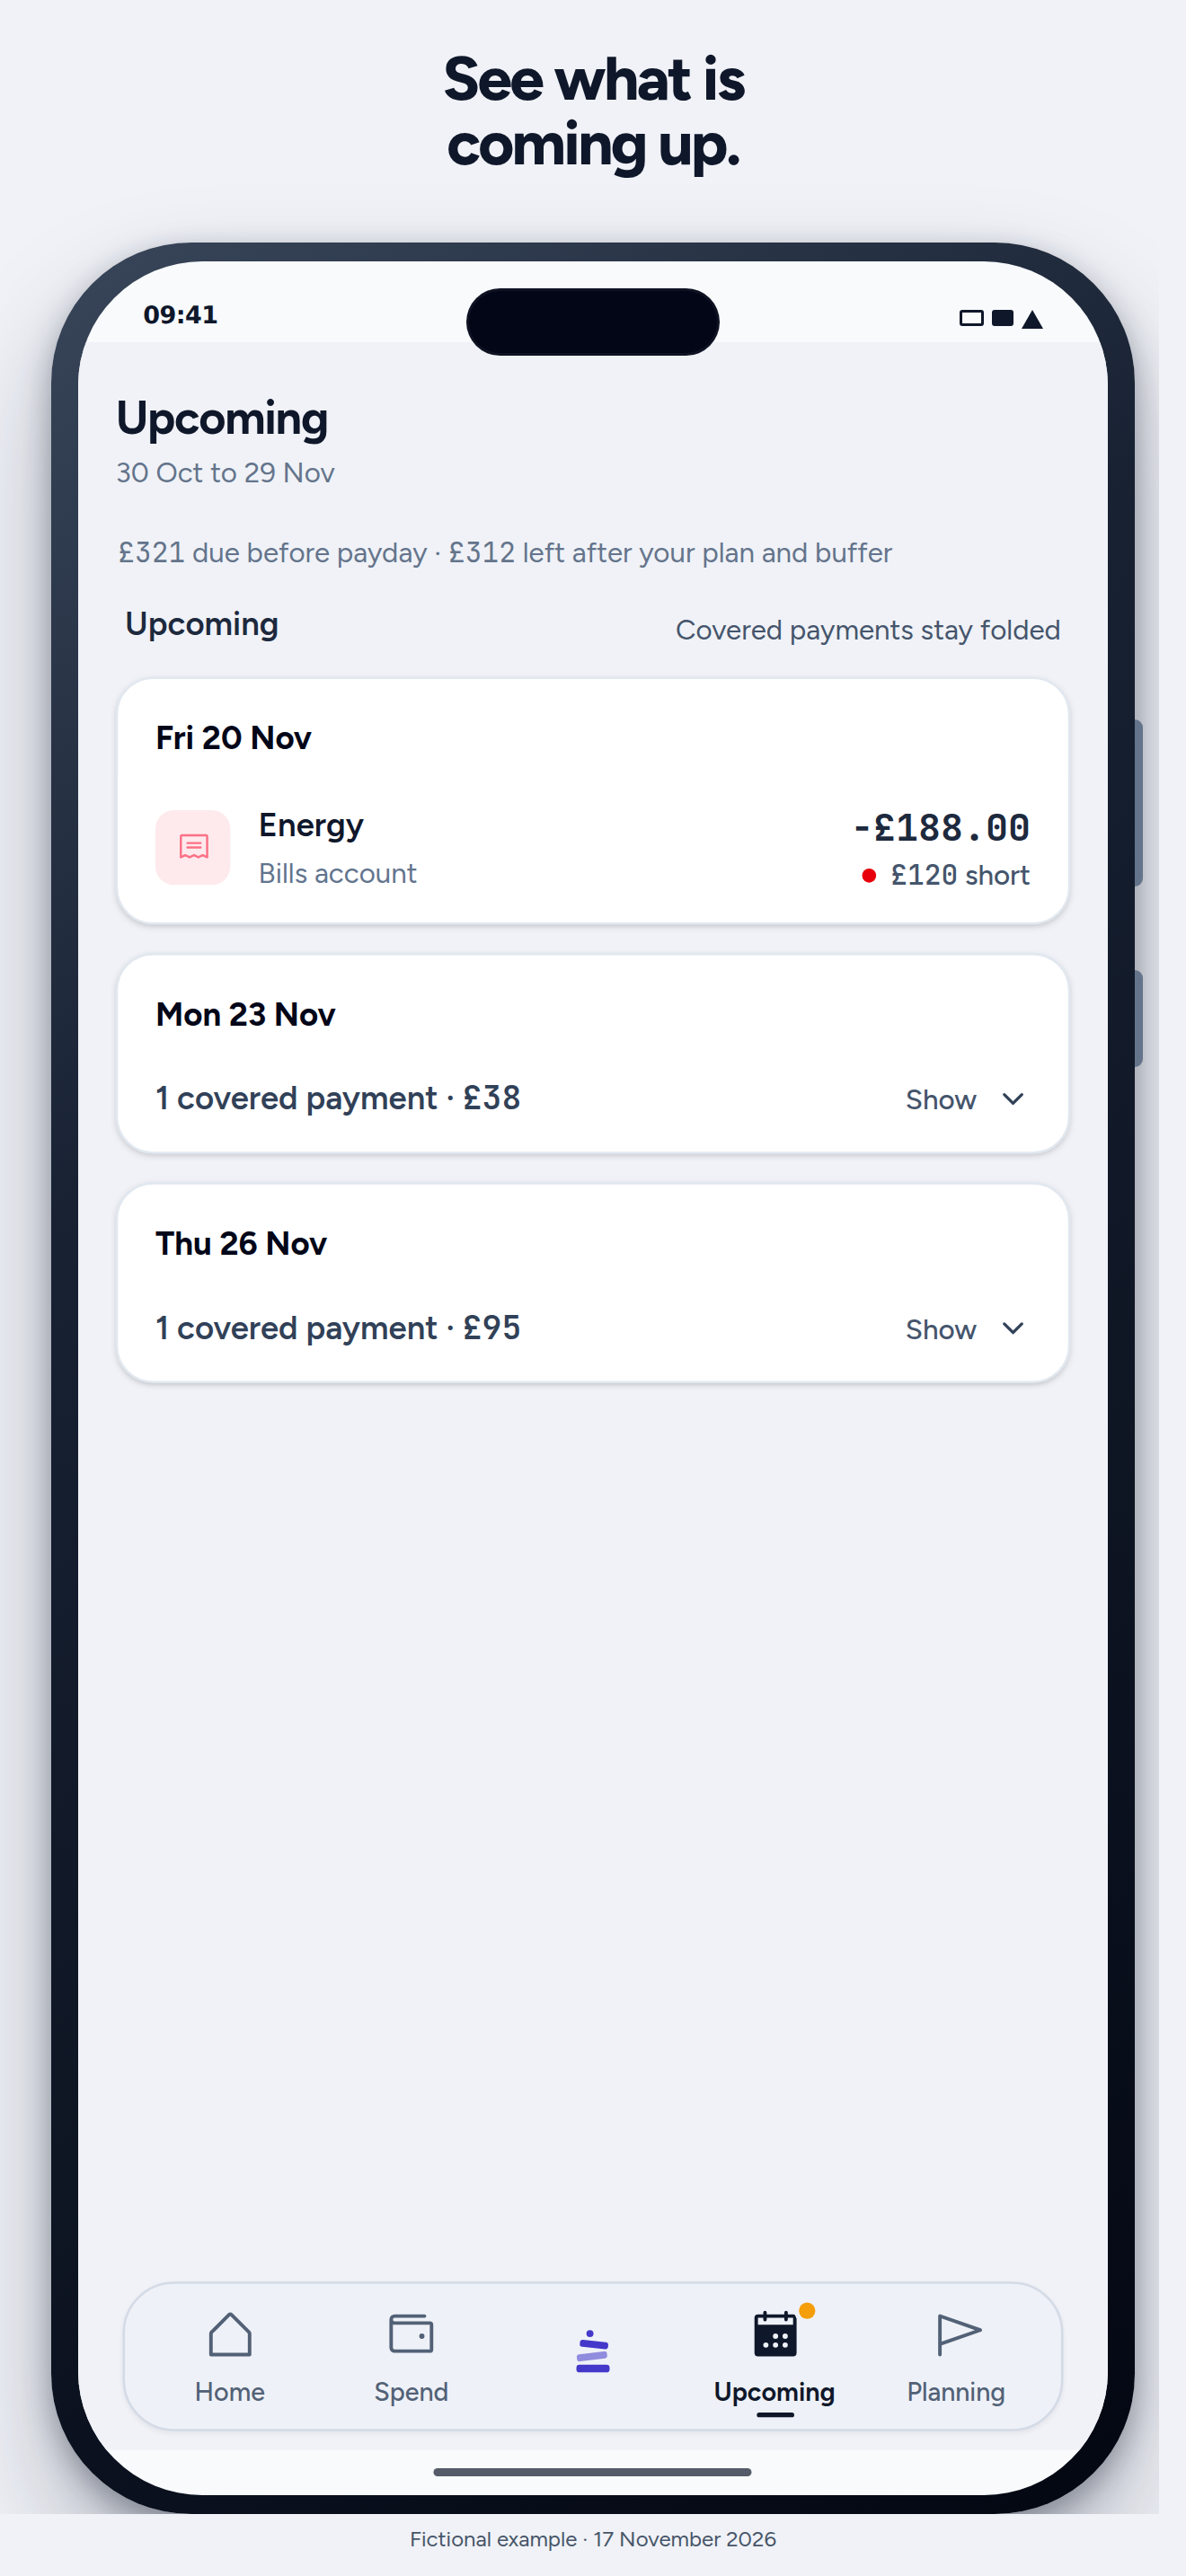 See what is
coming up.
09:41
Upcoming
30 Oct to 29 Nov
£321 due before payday · £312 left after your plan and buffer
Upcoming
Covered payments stay folded
Fri 20 Nov
Energy
-£188.00
Bills account
£120 short
Mon 23 Nov
1 covered payment · £38
Show
Thu 26 Nov
1 covered payment · £95
Show
Home
Spend
Upcoming
Planning
Fictional example · 17 November 2026